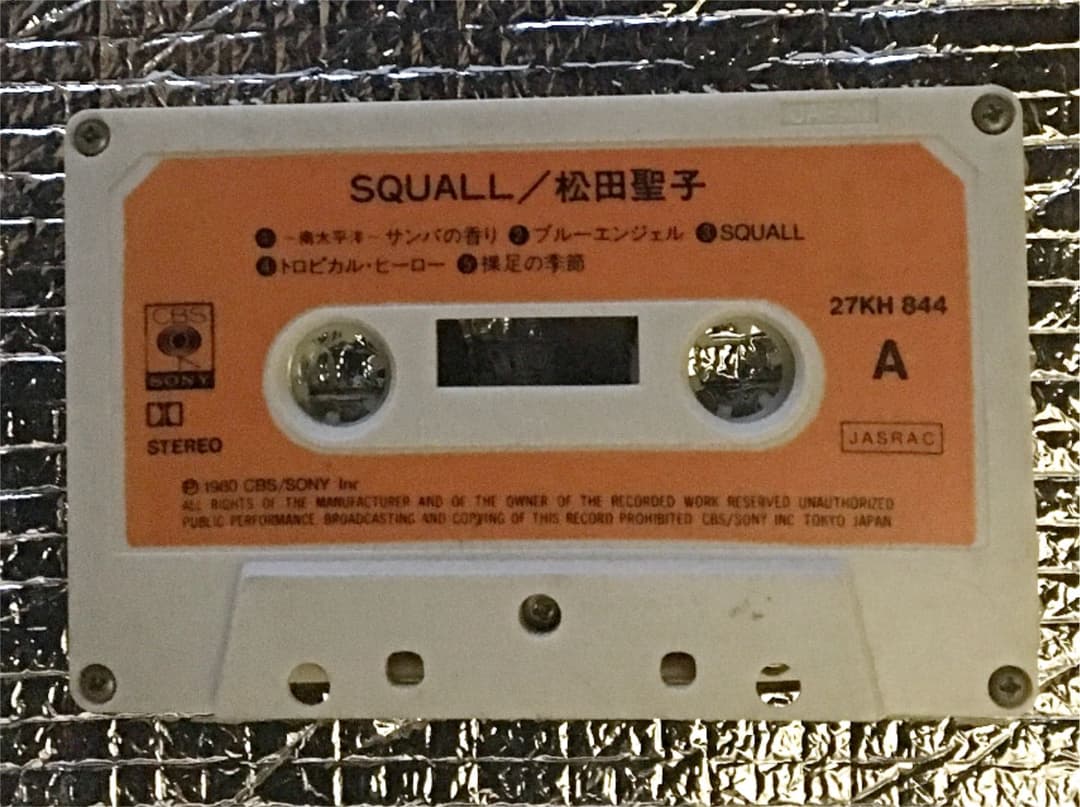 JAPAN
SQUALL/松田聖子
❶~南太平洋~サンバの香り ❷ブルーエンジェル ❸SQUALL
❹トロピカル・ヒーロー ❺裸足の季節
27KH 844
CBS
SONY
A
STEREO
JASRAC
Ⓟ 1980 CBS/SONY Inc
ALL RIGHTS OF THE MANUFACTURER AND OF THE OWNER OF THE RECORDED WORK RESERVED UNAUTHORIZED
PUBLIC PERFORMANCE BROADCASTING AND COPYING OF THIS RECORD PROHIBITED CBS/SONY INC TOKYO JAPAN